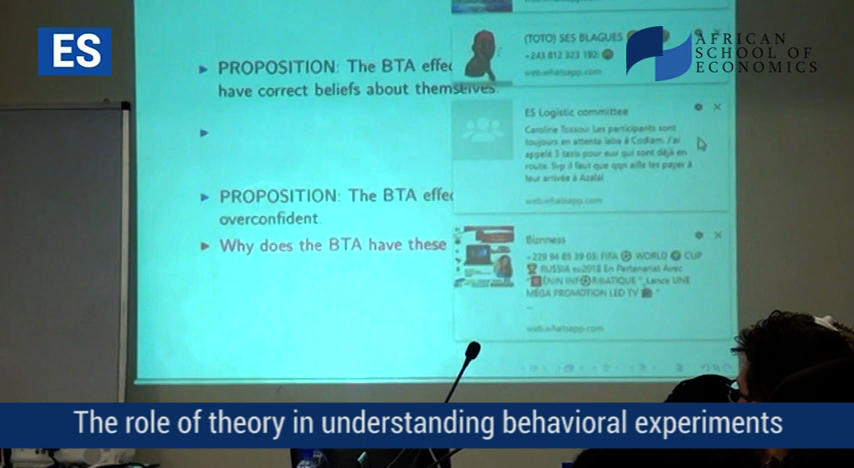 ES
AFRICAN
SCHOOL OF
ECONOMICS
PROPOSITION: The BTA effec
have correct beliefs about themselves.
PROPOSITION: The BTA effec
overconfident.
Why does the BTA have these
(TOTO) SES BLAGUES
+243 812 323 192:
web.whatsapp.com
ES Logistic committee
Caroline Tossou: Les participants sont
toujours en attente laba à Codiam. J'ai
appelé 3 taxis pour eux qui sont déjà en
route. Svp il faut que qqn aille les payer à
leur arrivée à Azalaï
web.whatsapp.com
Biznness
+229 94 85 39 03: FIFA WORLD CUP
RUSSIA 2018 En Partenariat Avec
BÉNIN INFORMATIQUE "_Lance UNE
MÉGA PROMOTION LED TV "
...
web.whatsapp.com
The role of theory in understanding behavioral experiments